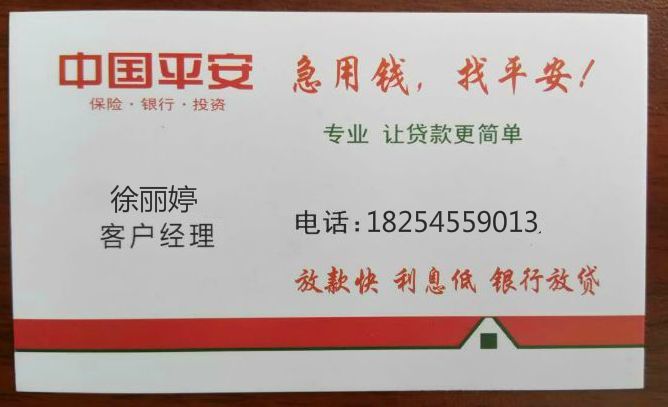 中国平安
保险·银行·投资
急用钱，找平安！
专业 让贷款更简单
徐丽婷
客户经理
电话：18254559013
放款快 利息低 银行放贷